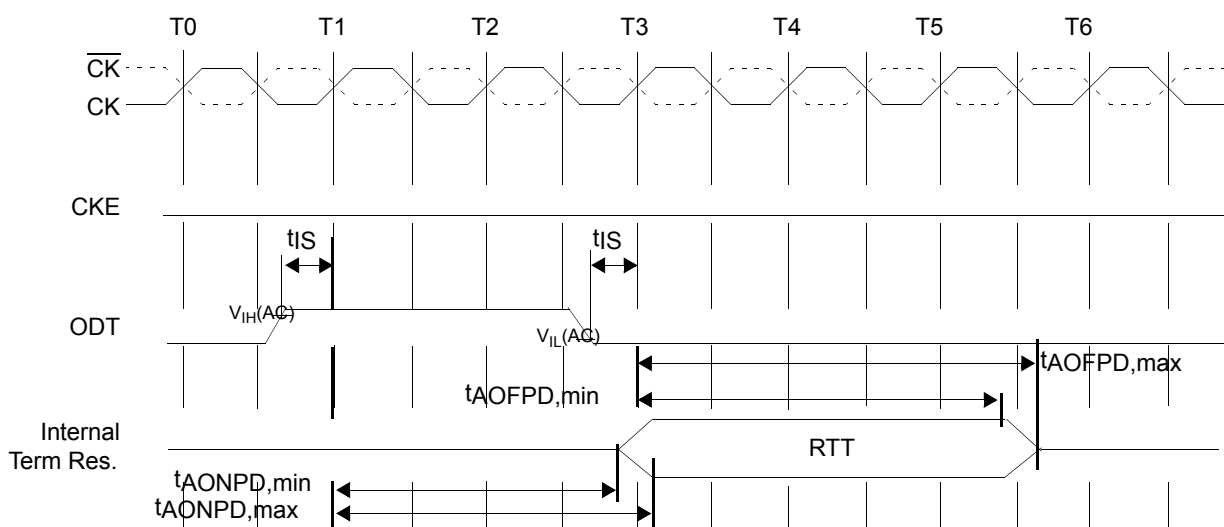 T0 T1 T2 T3 T4 T5 T6
CK
CK
CKE
tIS tIS
VIH(AC)
ODT
VIL(AC)
tAOFPD,max
tAOFPD,min
Internal
Term Res.
RTT
tAONPD,min
tAONPD,max